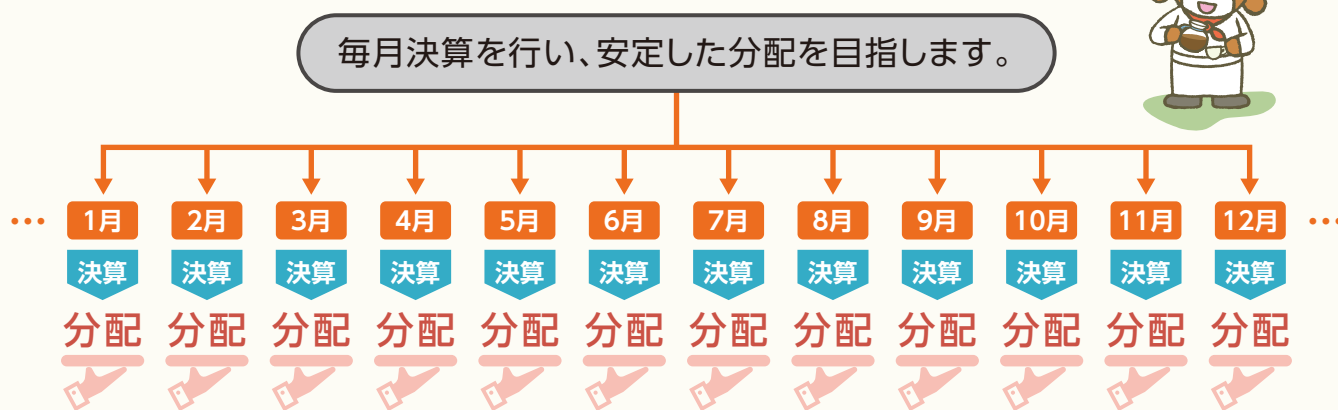 毎月決算を行い、安定した分配を目指します。
… 1月 2月 3月 4月 5月 6月 7月 8月 9月 10月 11月 12月 …
決算 決算 決算 決算 決算 決算 決算 決算 決算 決算 決算 決算
分配 分配 分配 分配 分配 分配 分配 分配 分配 分配 分配 分配